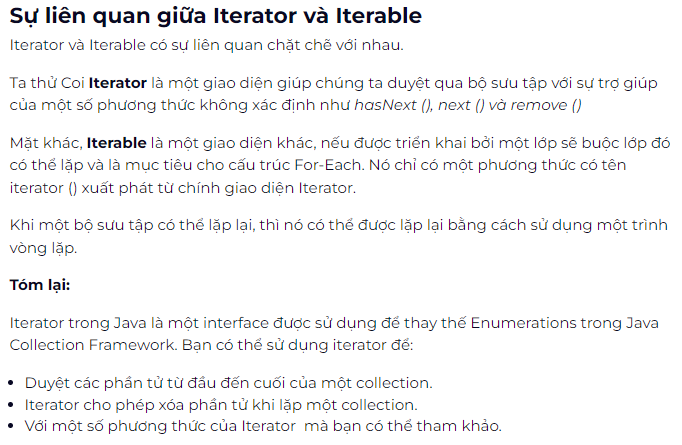 Sự liên quan giữa Iterator và Iterable
Iterator và Iterable có sự liên quan chặt chẽ với nhau.
Ta thử Coi Iterator là một giao diện giúp chúng ta duyệt qua bộ sưu tập với sự trợ giúp
của một số phương thức không xác định như hasNext (), next () và remove ()
Mặt khác, Iterable là một giao diện khác, nếu được triển khai bởi một lớp sẽ buộc lớp đó
có thể lặp và là mục tiêu cho cấu trúc For-Each. Nó chỉ có một phương thức có tên
iterator () xuất phát từ chính giao diện Iterator.
Khi một bộ sưu tập có thể lặp lại, thì nó có thể được lặp lại bằng cách sử dụng một trình
vòng lặp.
Tóm lại:
Iterator trong Java là một interface được sử dụng để thay thế Enumerations trong Java
Collection Framework. Bạn có thể sử dụng iterator để:
• Duyệt các phần tử từ đầu đến cuối của một collection.
• Iterator cho phép xóa phần tử khi lặp một collection.
• Với một số phương thức của Iterator mà bạn có thể tham khảo.